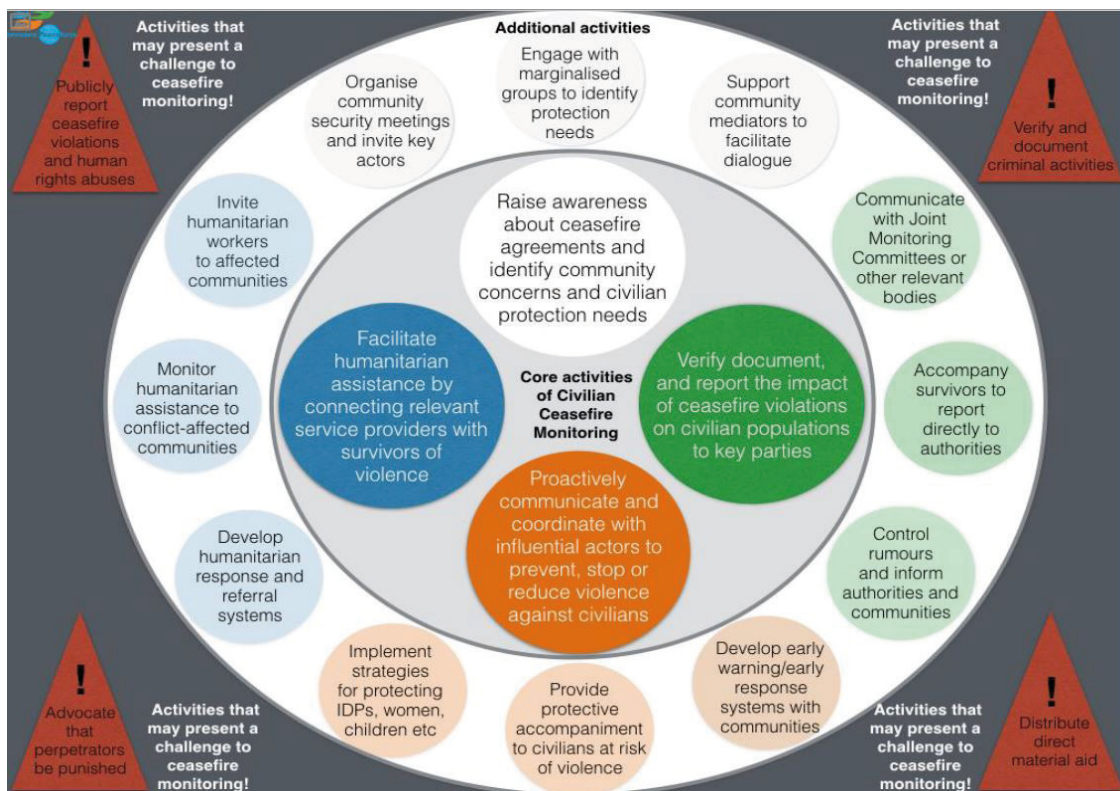 Activities that
may present a
challenge to
ceasefire
monitoring!
!
Publicly
report
ceasefire
violations
and human
rights abuses
Additional activities
Organise
community
security meetings
and invite key
actors
Engage with
marginalised
groups to identify
protection
needs
Support
community
mediators to
facilitate
dialogue
Activities that
may present a
challenge to
ceasefire
monitoring!
!
Verify and
document
criminal activities
Invite
humanitarian
workers
to affected
communities
Monitor
humanitarian
assistance to
conflict-affected
communities
Develop
humanitarian
response and
referral
systems
Raise awareness
about ceasefire
agreements and
identify community
concerns and civilian
protection needs
Facilitate
humanitarian
assistance by
connecting relevant
service providers with
survivors of
violence
Core activities
of Civilian
Ceasefire
Monitoring
Verify document,
and report the impact
of ceasefire violations
on civilian populations
to key parties
Proactively
communicate and
coordinate with
influential actors to
prevent, stop or
reduce violence
against civilians
Communicate
with Joint
Monitoring
Committees or
other relevant
bodies
Accompany
survivors to
report
directly to
authorities
Control
rumours
and inform
authorities and
communities
Implement
strategies
for protecting
IDPs, women,
children etc
Provide
protective
accompaniment
to civilians at risk
of violence
Develop early
warning/early
response
systems with
communities
!
Advocate
that
perpetrators
be punished
Activities that
may present a
challenge to
ceasefire
monitoring!
Activities that
may present a
challenge to
ceasefire
monitoring!
!
Distribute
direct
material aid